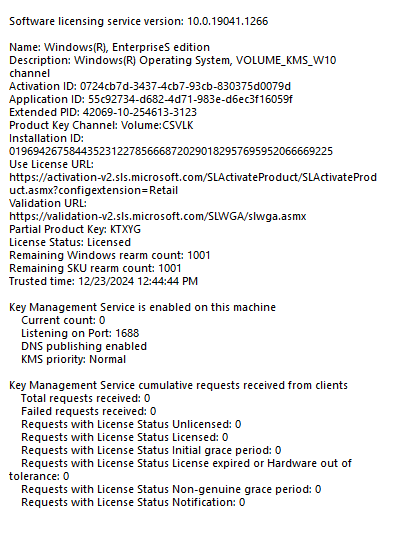 Software licensing service version: 10.0.19041.1266
Name: Windows(R), EnterpriseS edition
Description: Windows(R) Operating System, VOLUME_KMS_W10
channel
Activation ID: 0724cb7d-3437-4cb7-93cb-830375d0079d
Application ID: 55c92734-d682-4d71-983e-d6ec3f16059f
Extended PID: 42069-10-254613-3123
Product Key Channel: Volume:CSVLK
Installation ID:
019694267584435231227856668720290182957695952066669225
Use License URL:
https://activation-v2.sls.microsoft.com/SLActivateProduct/SLActivateProd
uct.asmx?configextension=Retail
Validation URL:
https://validation-v2.sls.microsoft.com/SLWGA/slwga.asmx
Partial Product Key: KTXYG
License Status: Licensed
Remaining Windows rearm count: 1001
Remaining SKU rearm count: 1001
Trusted time: 12/23/2024 12:44:44 PM
Key Management Service is enabled on this machine
Current count: 0
Listening on Port: 1688
DNS publishing enabled
KMS priority: Normal
Key Management Service cumulative requests received from clients
Total requests received: 0
Failed requests received: 0
Requests with License Status Unlicensed: 0
Requests with License Status Licensed: 0
Requests with License Status Initial grace period: 0
Requests with License Status License expired or Hardware out of
tolerance: 0
Requests with License Status Non-genuine grace period: 0
Requests with License Status Notification: 0